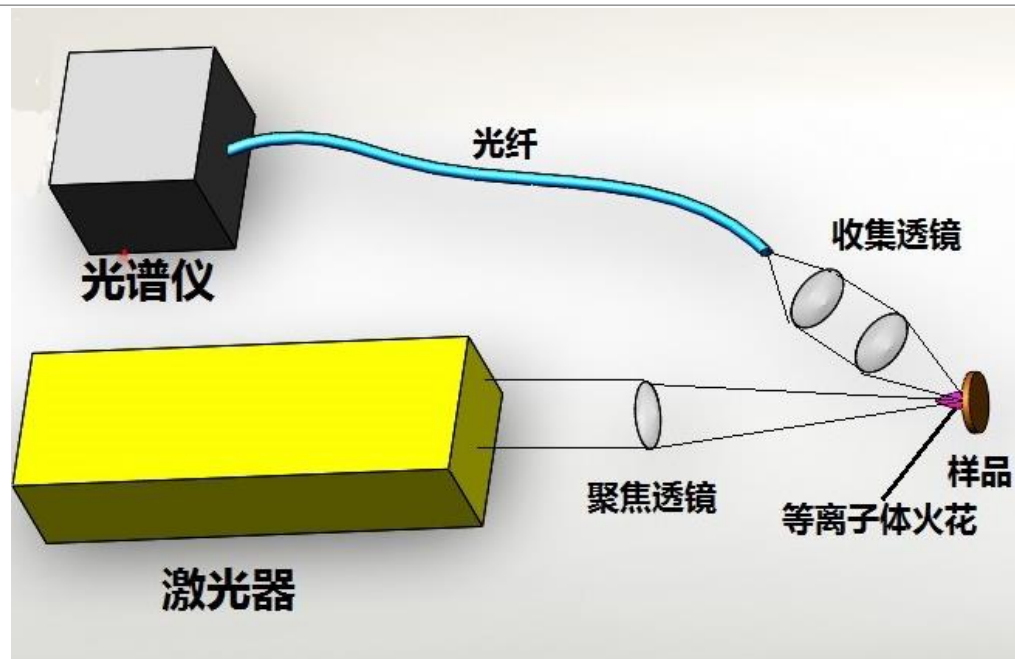 光纤
收集透镜
光谱仪
样品
聚焦透镜
等离子体火花
激光器